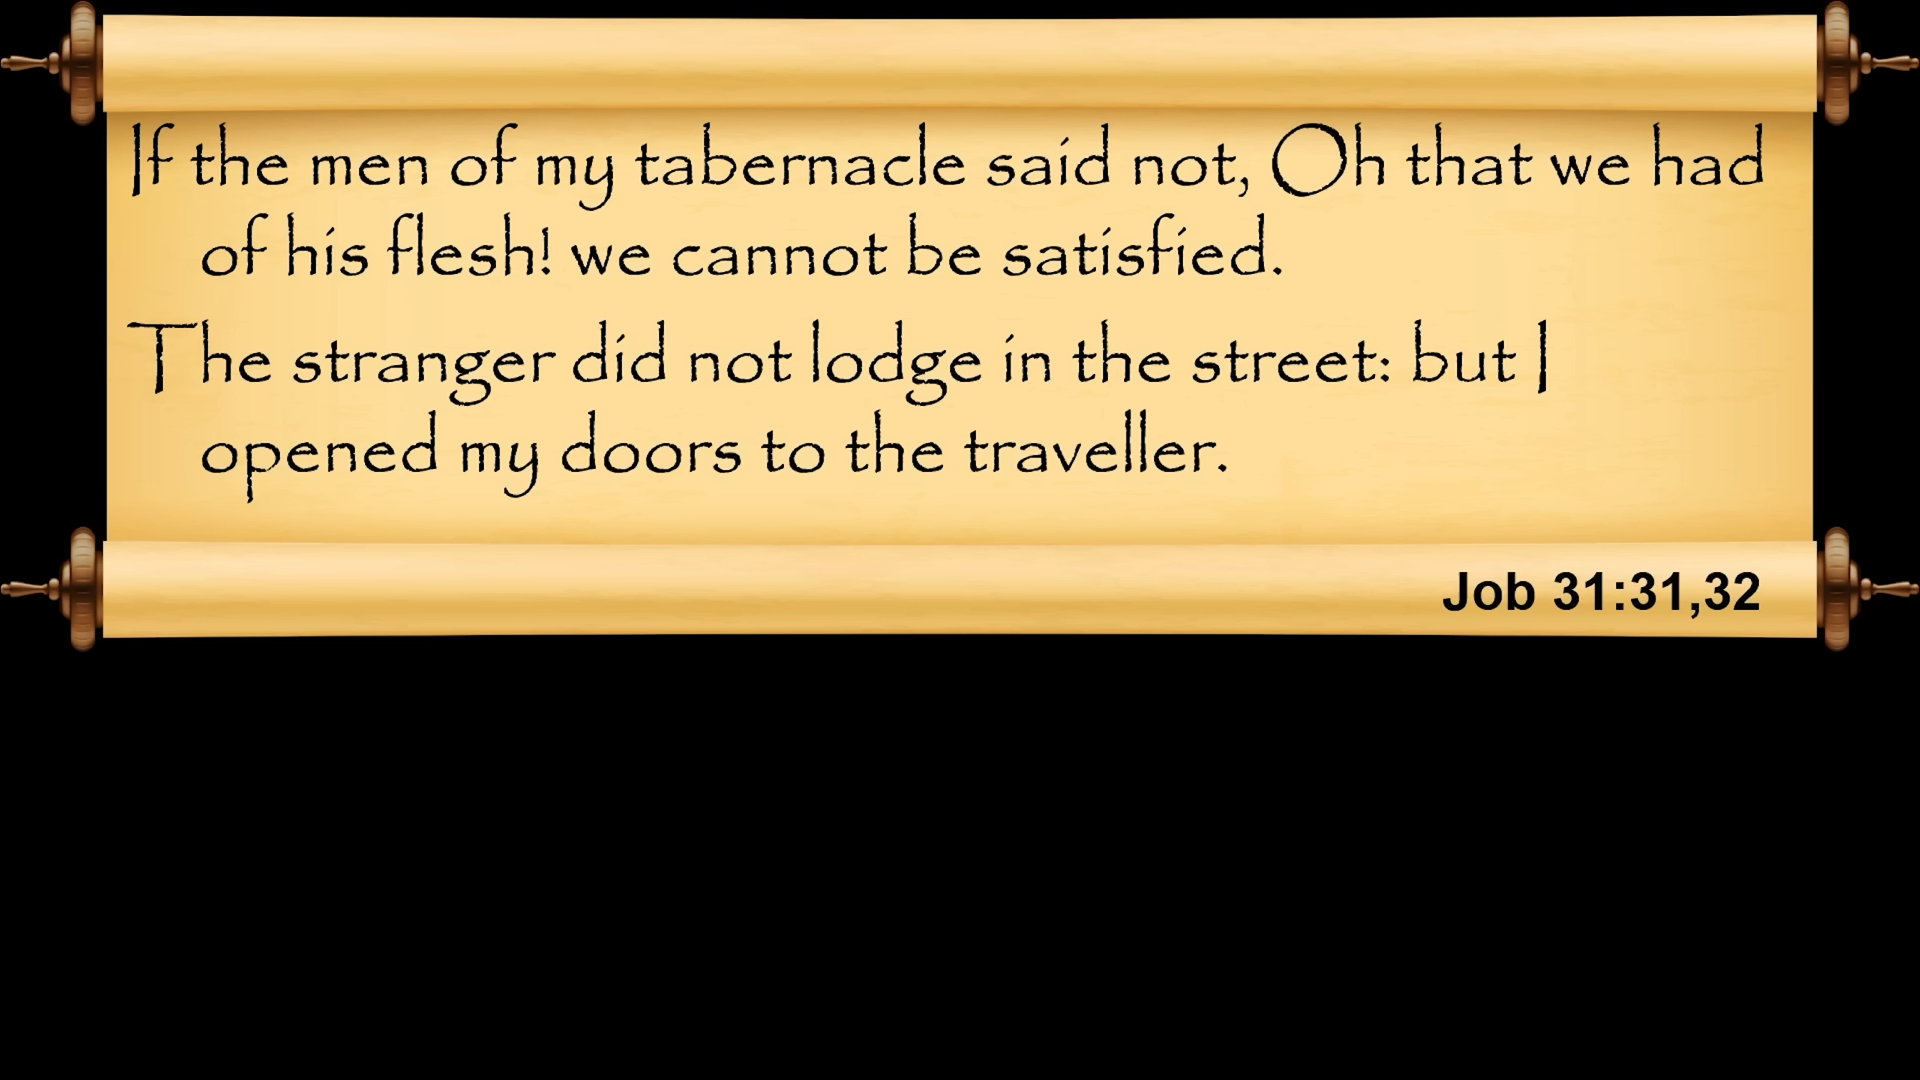 If the men of my tabernacle said not, Oh that we had
of his flesh! we cannot be satisfied.
The stranger did not lodge in the street: but I
opened my doors to the traveller.
Job 31:31,32